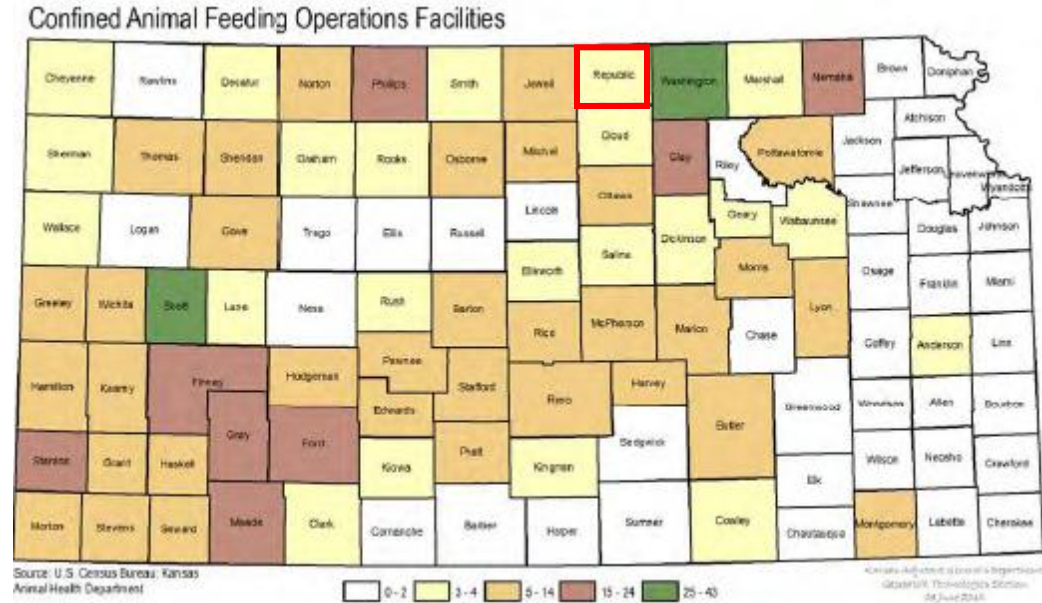 Confined Animal Feeding Operations Facilities
Cheyenne Rawlins Decatur Norton Phillips Smith Jewell Republic Washington Marshall Nemaha Brown Doniphan
Atchison
Sherman Thomas Sheridan Graham Rooks Osborne Mitchell Cloud Clay Riley Pottawatomie Jackson
Jefferson Leavenworth
Wyandotte
Wallace Logan Gove Trego Ellis Russell Lincoln Ottawa Dickinson Geary Wabaunsee Shawnee Douglas Johnson
Ellsworth Saline Morris Osage Franklin Miami
Greeley Wichita Scott Lane Ness Rush Barton Rice McPherson Marion Chase Lyon Coffey Anderson Linn
Hamilton Kearny Finney Hodgeman Pawnee Stafford Reno Harvey Butler Greenwood Woodson Allen Bourbon
Edwards
Stanton Grant Haskell Gray Ford Kiowa Pratt Kingman Sedgwick Elk Wilson Neosho Crawford
Morton Stevens Seward Meade Clark Comanche Barber Harper Sumner Cowley Chautauqua Montgomery Labette Cherokee
Source: U.S. Census Bureau; Kansas
Animal Health Department
0 - 2 3 - 4 5 - 14 15 - 24 25 - 43